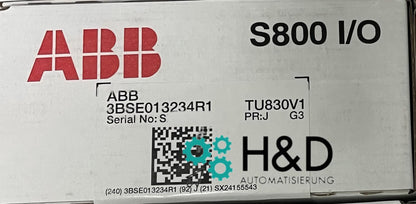 ABB
S800 I/O
ABB
3BSE013234R1
TU830V1
Serial No: S
PR:J G3
H&D
AUTOMATISIERUNG
(240) 3BSE013234R1 (92) J (21) SX24155543